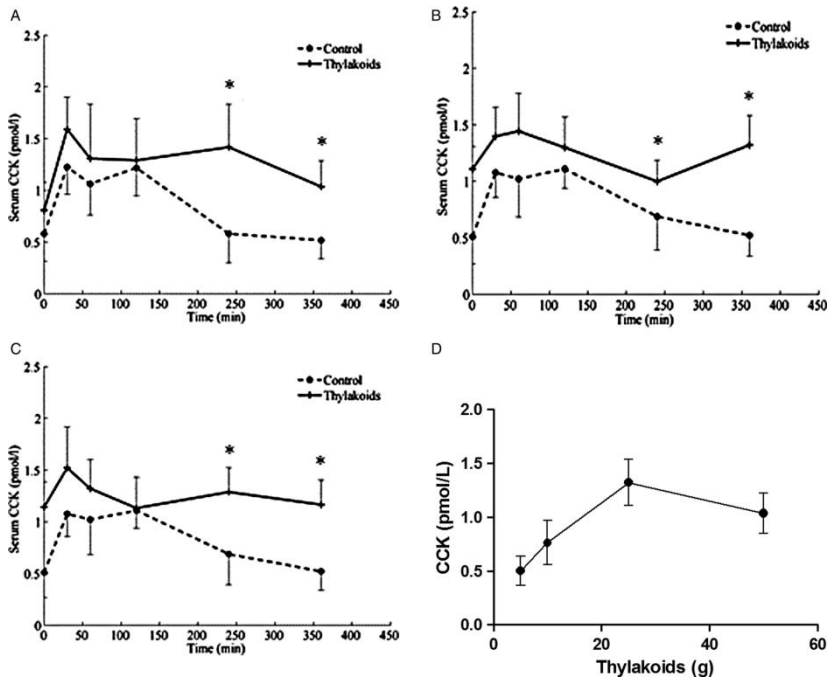 A
2.5
2
1.5
1
0.5
0
Serum CCK (pmol/l)
Control
Thylakoids
*
*
0 50 100 150 200 250 300 350 400 450
Time (min)
B
2.5
2
1.5
1
0.5
0
Serum CCK (pmol/l)
Control
Thylakoids
*
*
0 50 100 150 200 250 300 350 400 450
Time (min)
C
2.5
2
1.5
1
0.5
0
Serum CCK (pmol/l)
Control
Thylakoids
*
*
0 50 100 150 200 250 300 350 400 450
Time (min)
D
2.0
1.5
1.0
0.5
0.0
CCK (pmol/L)
0 20 40 60
Thylakoids (g)